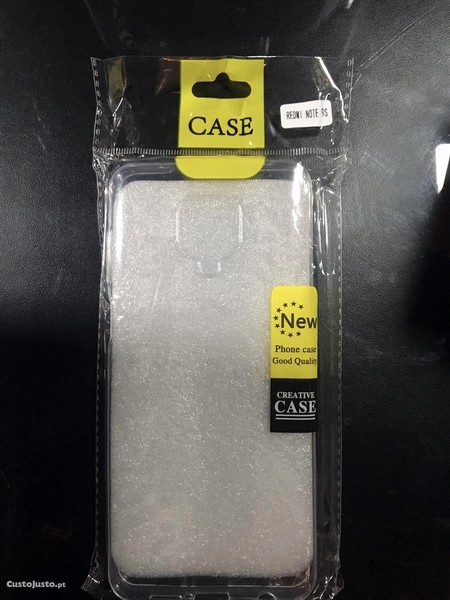 CASE
REDMI NOTE 9S
New
Phone case
Good Quality
CREATIVE
CASE
CustoJusto.pt